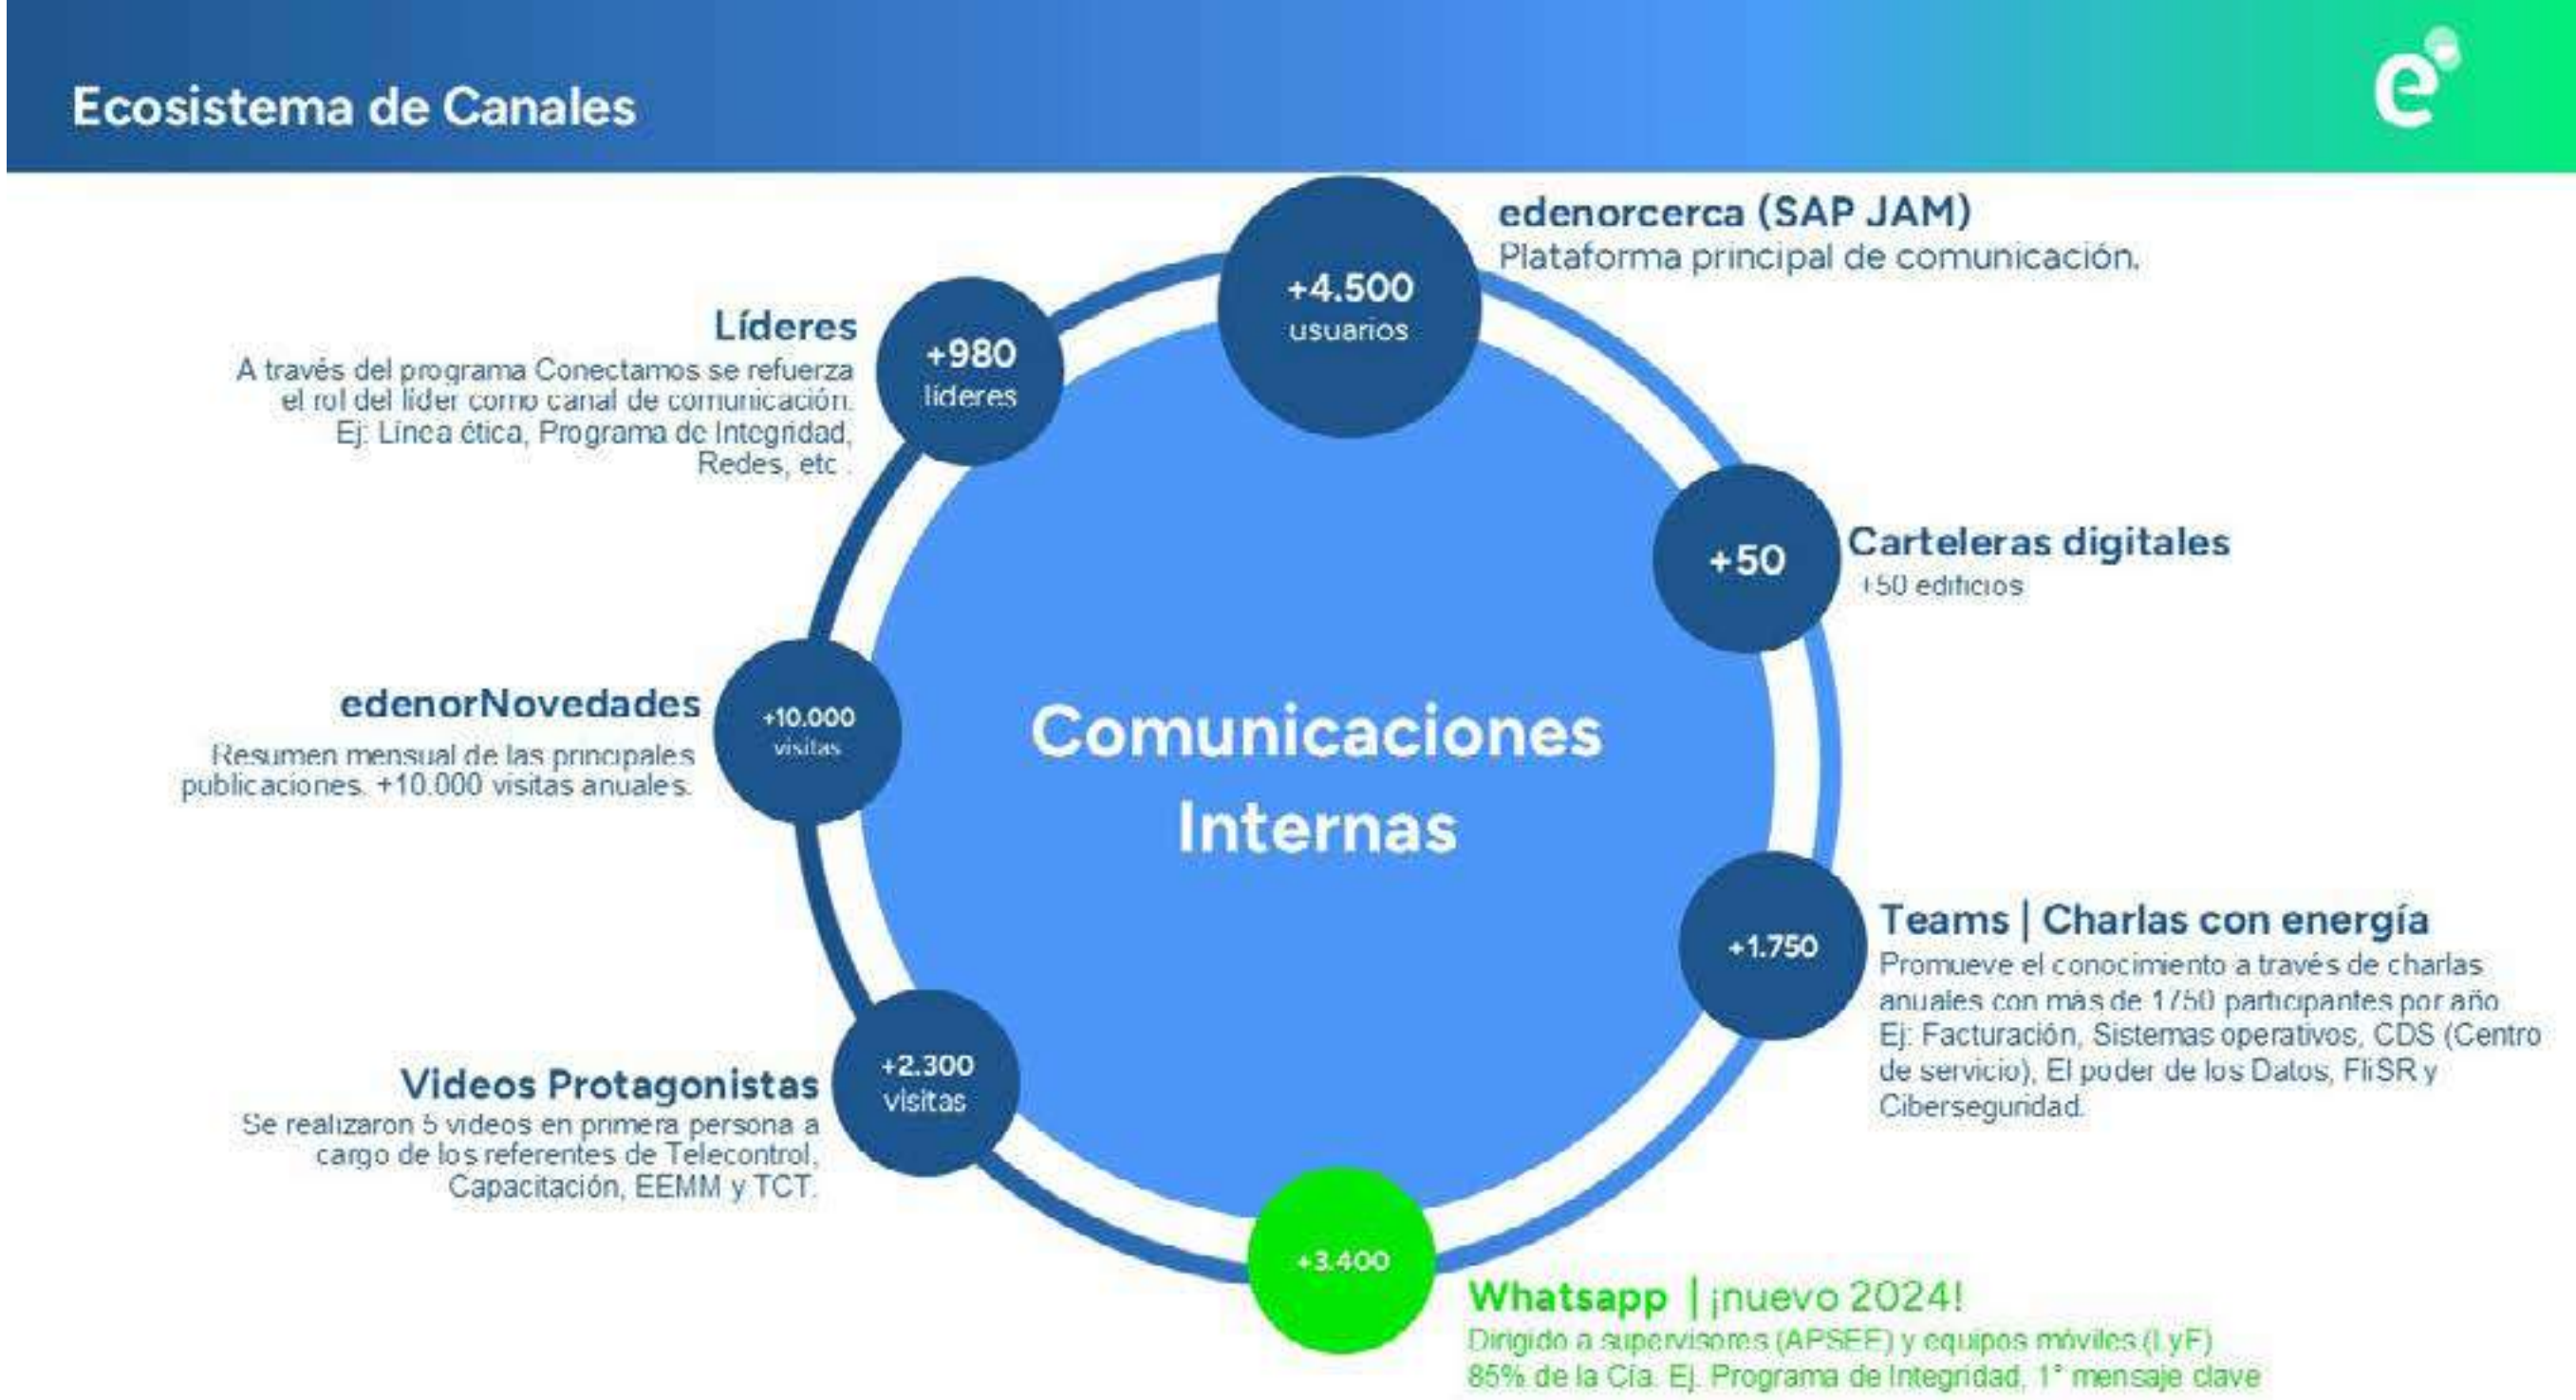 Ecosistema de Canales
e
+4.500
usuarios
edenorcerca (SAP JAM)
Plataforma principal de comunicación.
+50
Carteleras digitales
+50 edificios
+1.750
Teams | Charlas con energía
Promueve el conocimiento a través de charlas
anuales con más de 1750 participantes por año
Ej: Facturación, Sistemas operativos, CDS (Centro
de servicio), El poder de los Datos, FliSR y
Ciberseguridad.
+3.400
Whatsapp | ¡nuevo 2024!
Dirigido a supervisores (APSEE) y equipos móviles (LyF)
85% de la Cía. Ej. Programa de Integridad, 1° mensaje clave
+2.300
visitas
Videos Protagonistas
Se realizaron 5 videos en primera persona a
cargo de los referentes de Telecontrol,
Capacitación, EEMM y TCT.
+10.000
visitas
edenorNovedades
Resumen mensual de las principales
publicaciones. +10.000 visitas anuales.
+980
líderes
Líderes
A través del programa Conectamos se refuerza
el rol del líder como canal de comunicación.
Ej: Línea ética, Programa de Integridad,
Redes, etc .
Comunicaciones
Internas